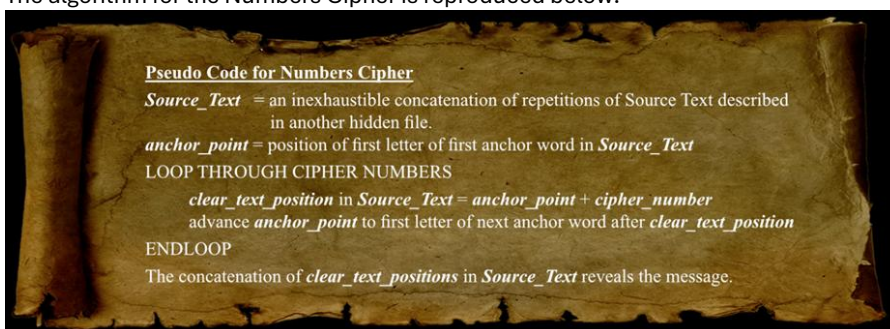 The algorithm for the Numbers Cipher is reproduced below.
Pseudo Code for Numbers Cipher
Source_Text = an inexhaustible concatenation of repetitions of Source Text described
in another hidden file.
anchor_point = position of first letter of first anchor word in Source_Text
LOOP THROUGH CIPHER NUMBERS
clear_text_position in Source_Text = anchor_point + cipher_number
advance anchor_point to first letter of next anchor word after clear_text_position
ENDLOOP
The concatenation of clear_text_positions in Source_Text reveals the message.